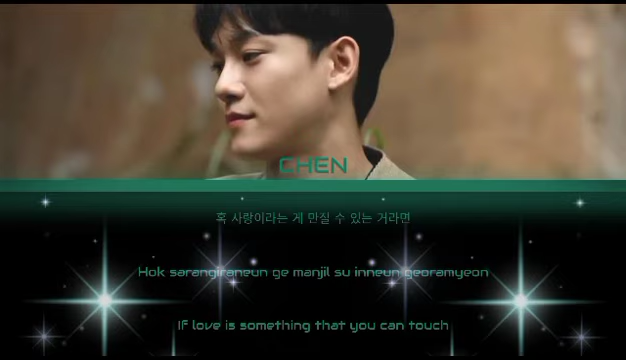 CHEN
혹 사랑이라는 게 만질 수 있는 거라면
Hok sarangiraneun ge manjil su inneun georamyeon
If love is something that you can touch